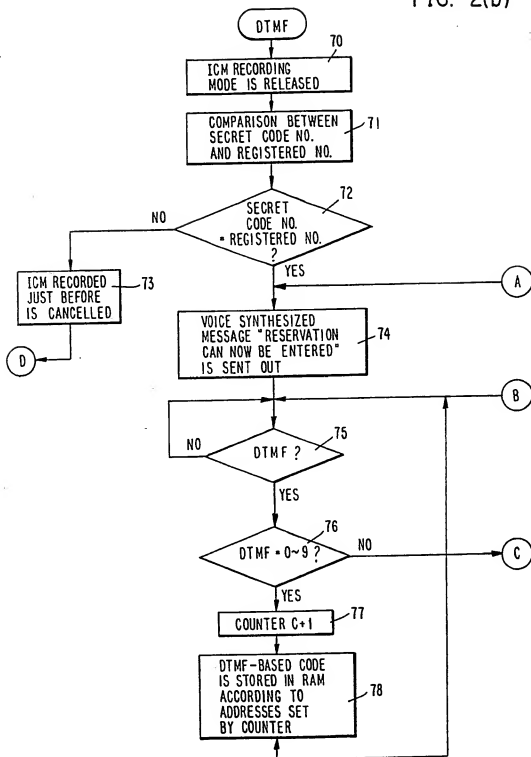 FIG. 2(b)
DTMF
70
ICM RECORDING
MODE IS RELEASED
71
COMPARISON BETWEEN
SECRET CODE NO.
AND REGISTERED NO.
72
SECRET
CODE NO.
= REGISTERED NO.
?
NO
YES
A
73
ICM RECORDED
JUST BEFORE
IS CANCELLED
D
74
VOICE SYNTHESIZED
MESSAGE "RESERVATION
CAN NOW BE ENTERED"
IS SENT OUT
B
75
DTMF ?
NO
YES
76
DTMF = 0~9 ?
NO
C
YES
77
COUNTER C+1
78
DTMF-BASED CODE
IS STORED IN RAM
ACCORDING TO
ADDRESSES SET
BY COUNTER